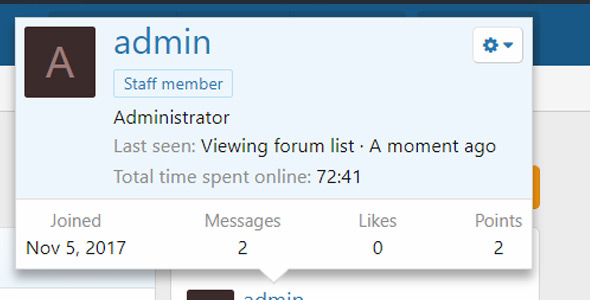 A
admin
Staff member
Administrator
Last seen: Viewing forum list · A moment ago
Total time spent online: 72:41
Joined Messages Likes Points
Nov 5, 2017 2 0 2
admin